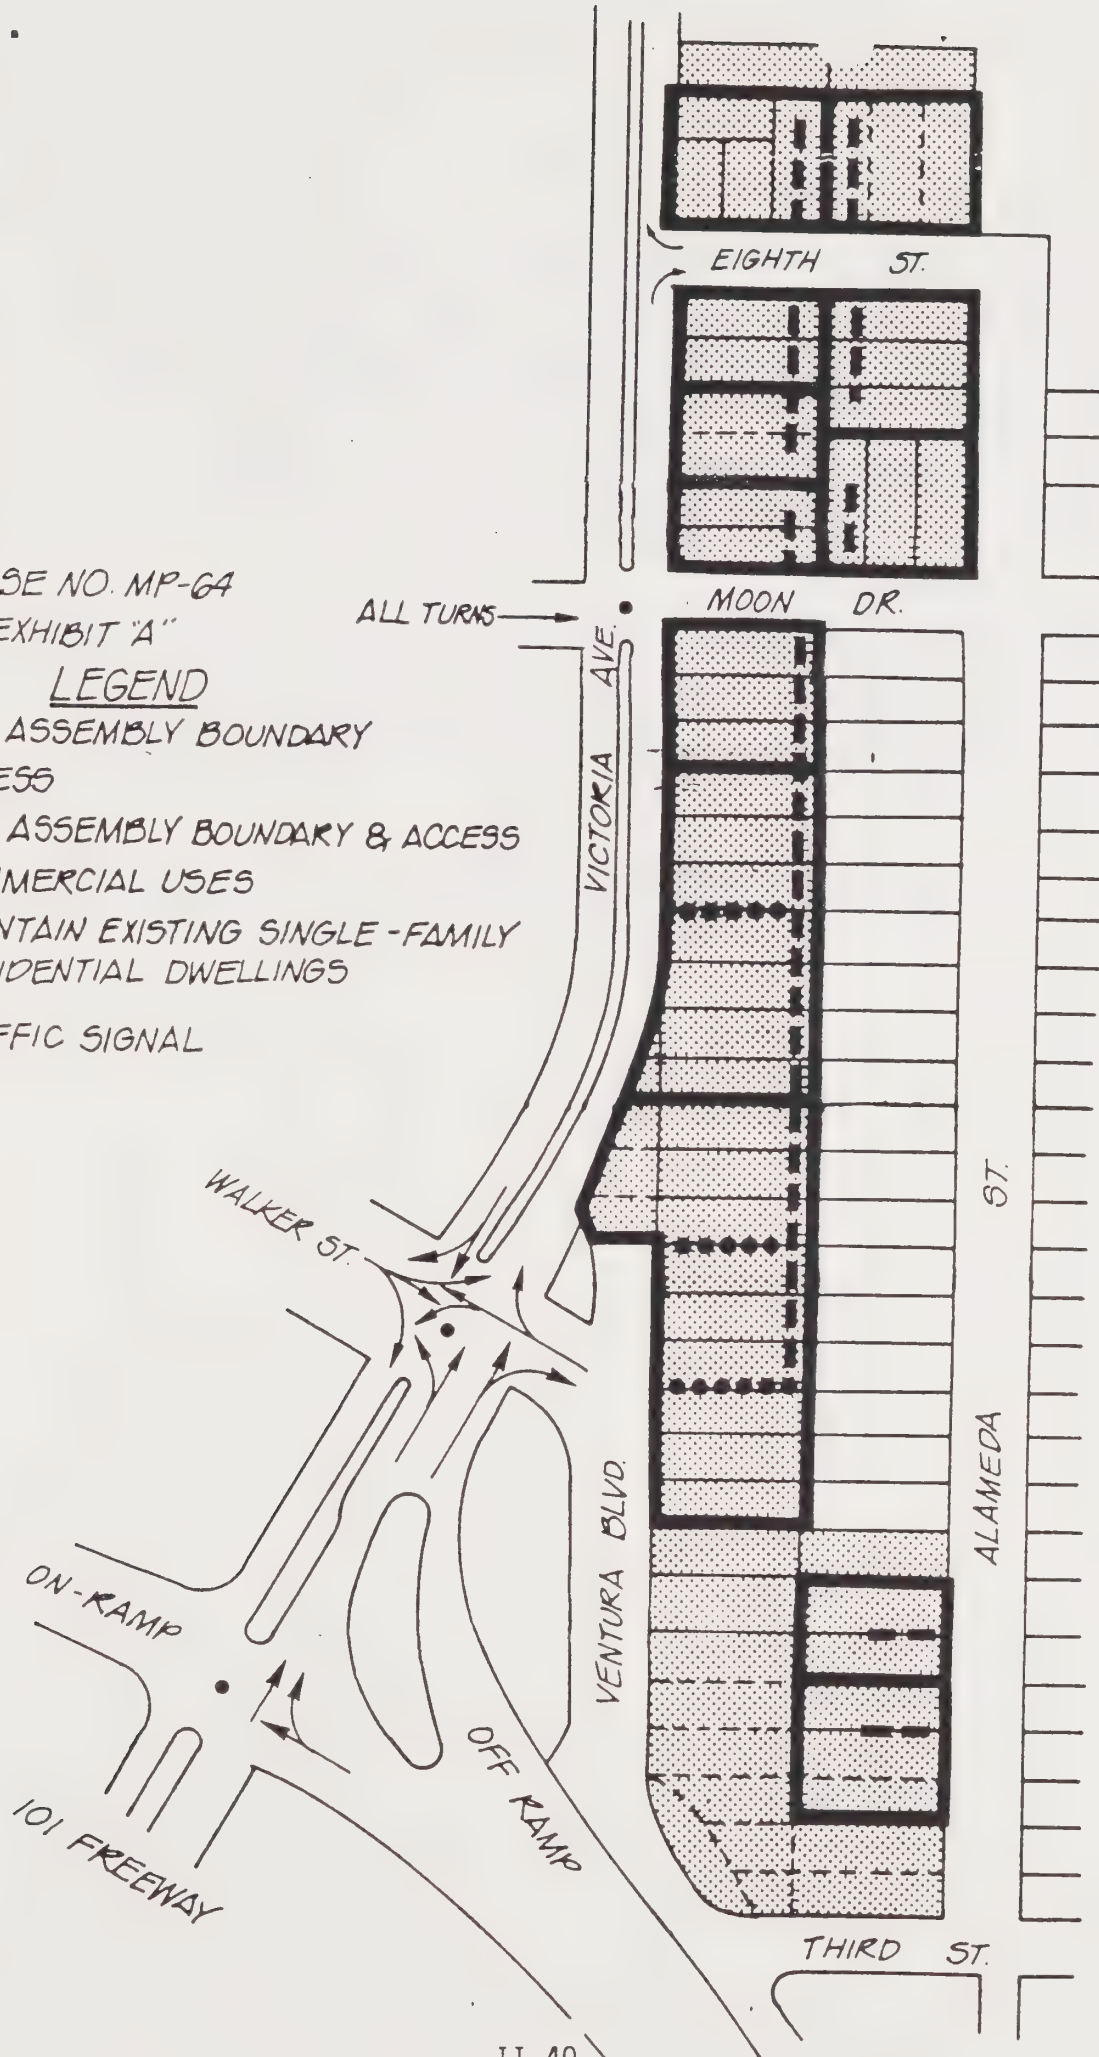 SE NO. MP-64
EXHIBIT "A"
LEGEND
ASSEMBLY BOUNDARY
ESS
ASSEMBLY BOUNDARY & ACCESS
MERCIAL USES
NTAIN EXISTING SINGLE-FAMILY
IDENTIAL DWELLINGS
FFIC SIGNAL
EIGHTH ST.
ALL TURNS
MOON DR.
VICTORIA AVE.
WALKER ST.
ST.
ALAMEDA
VENTURA BLVD.
ON-RAMP
OFF RAMP
101 FREEWAY
THIRD ST.